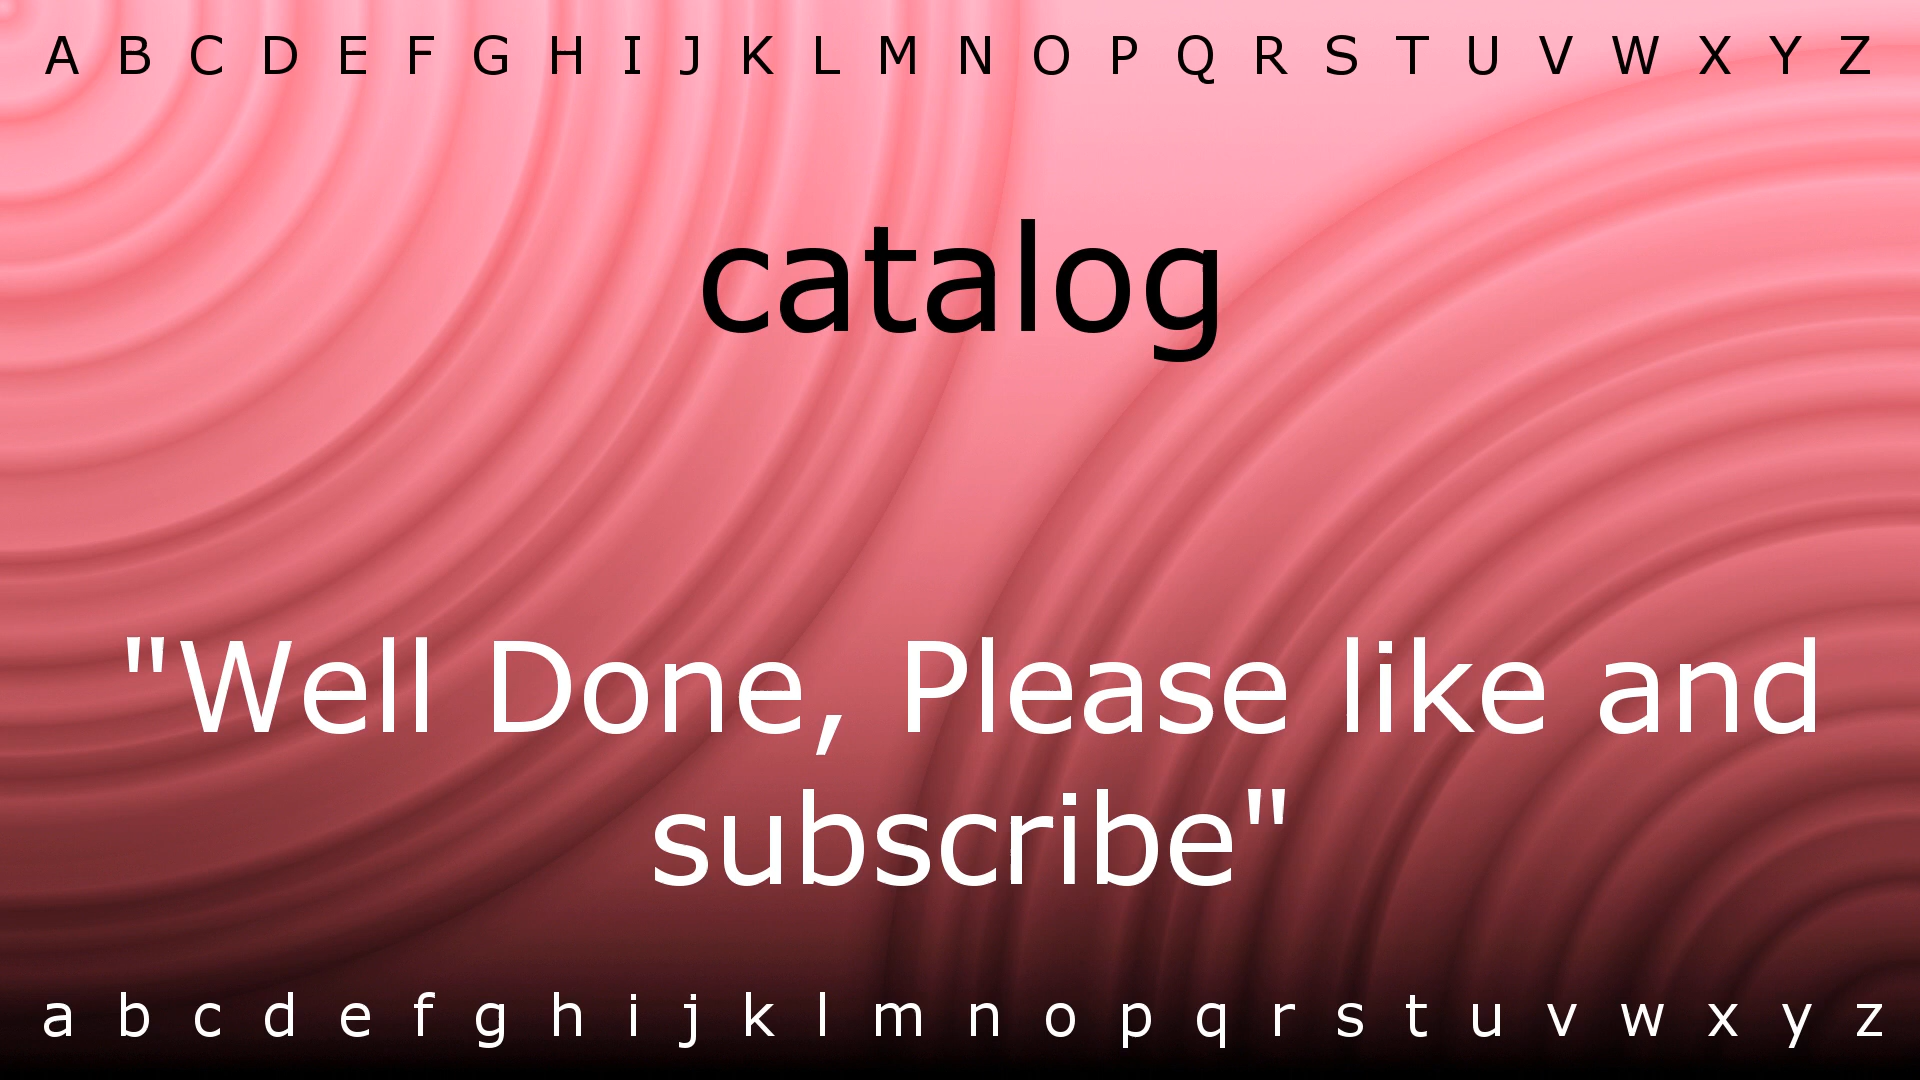 A B C D E F G H I J K L M N O P Q R S T U V W X Y Z
catalog
"Well Done, Please like and
subscribe"
a b c d e f g h i j k l m n o p q r s t u v w x y z